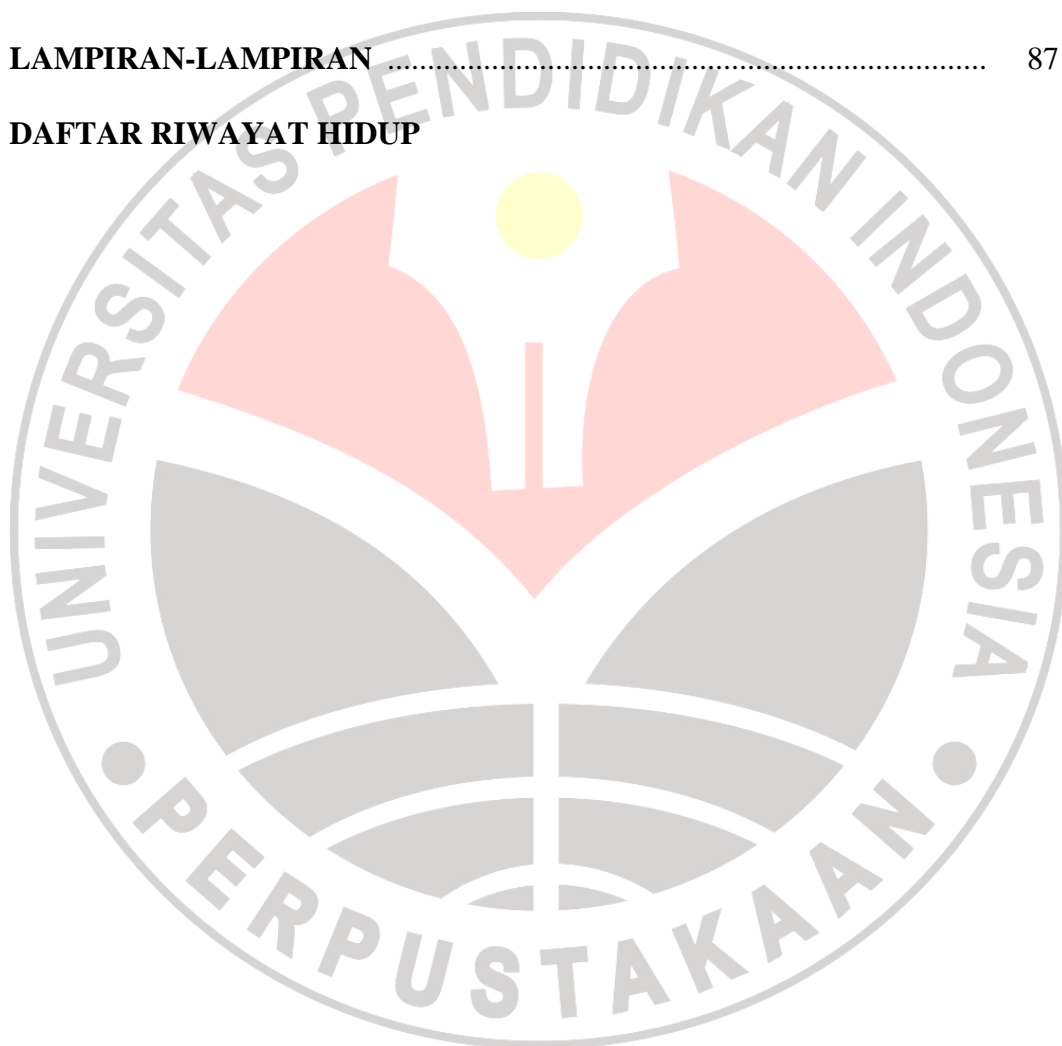 LAMPIRAN-LAMPIRAN .......................................................................... 87
DAFTAR RIWAYAT HIDUP
UNIVERSITAS PENDIDIKAN INDONESIA
PERPUSTAKAAN